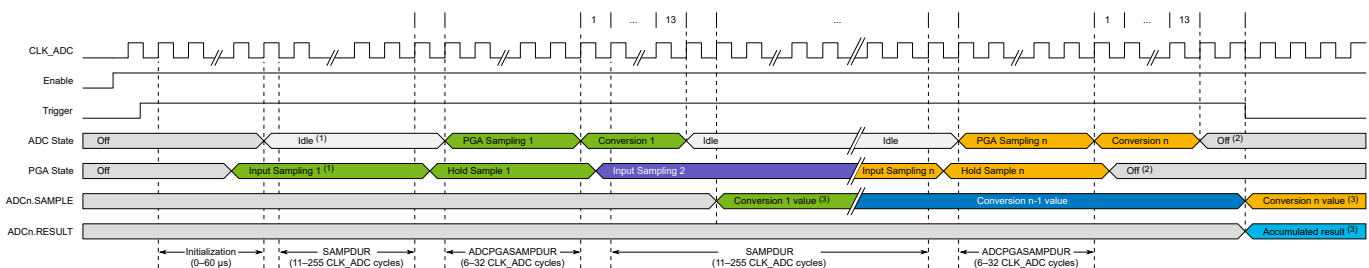 1 ... 13 ... 1 ... 13
CLK_ADC
Enable
Trigger
ADC State Off Idle (1) PGA Sampling 1 Conversion 1 Idle Idle PGA Sampling n Conversion n Off (2)
PGA State Off Input Sampling 1 (1) Hold Sample 1 Input Sampling 2 Input Sampling n Hold Sample n Off (2)
ADCn.SAMPLE Conversion 1 value (3) Conversion n-1 value Conversion n value (3)
ADCn.RESULT Accumulated result (3)
Initialization SAMPDUR ADCPGASAMPDUR SAMPDUR ADCPGASAMPDUR
(0–60 µs) (11–255 CLK_ADC cycles) (6–32 CLK_ADC cycles) (11–255 CLK_ADC cycles) (6–32 CLK_ADC cycles)